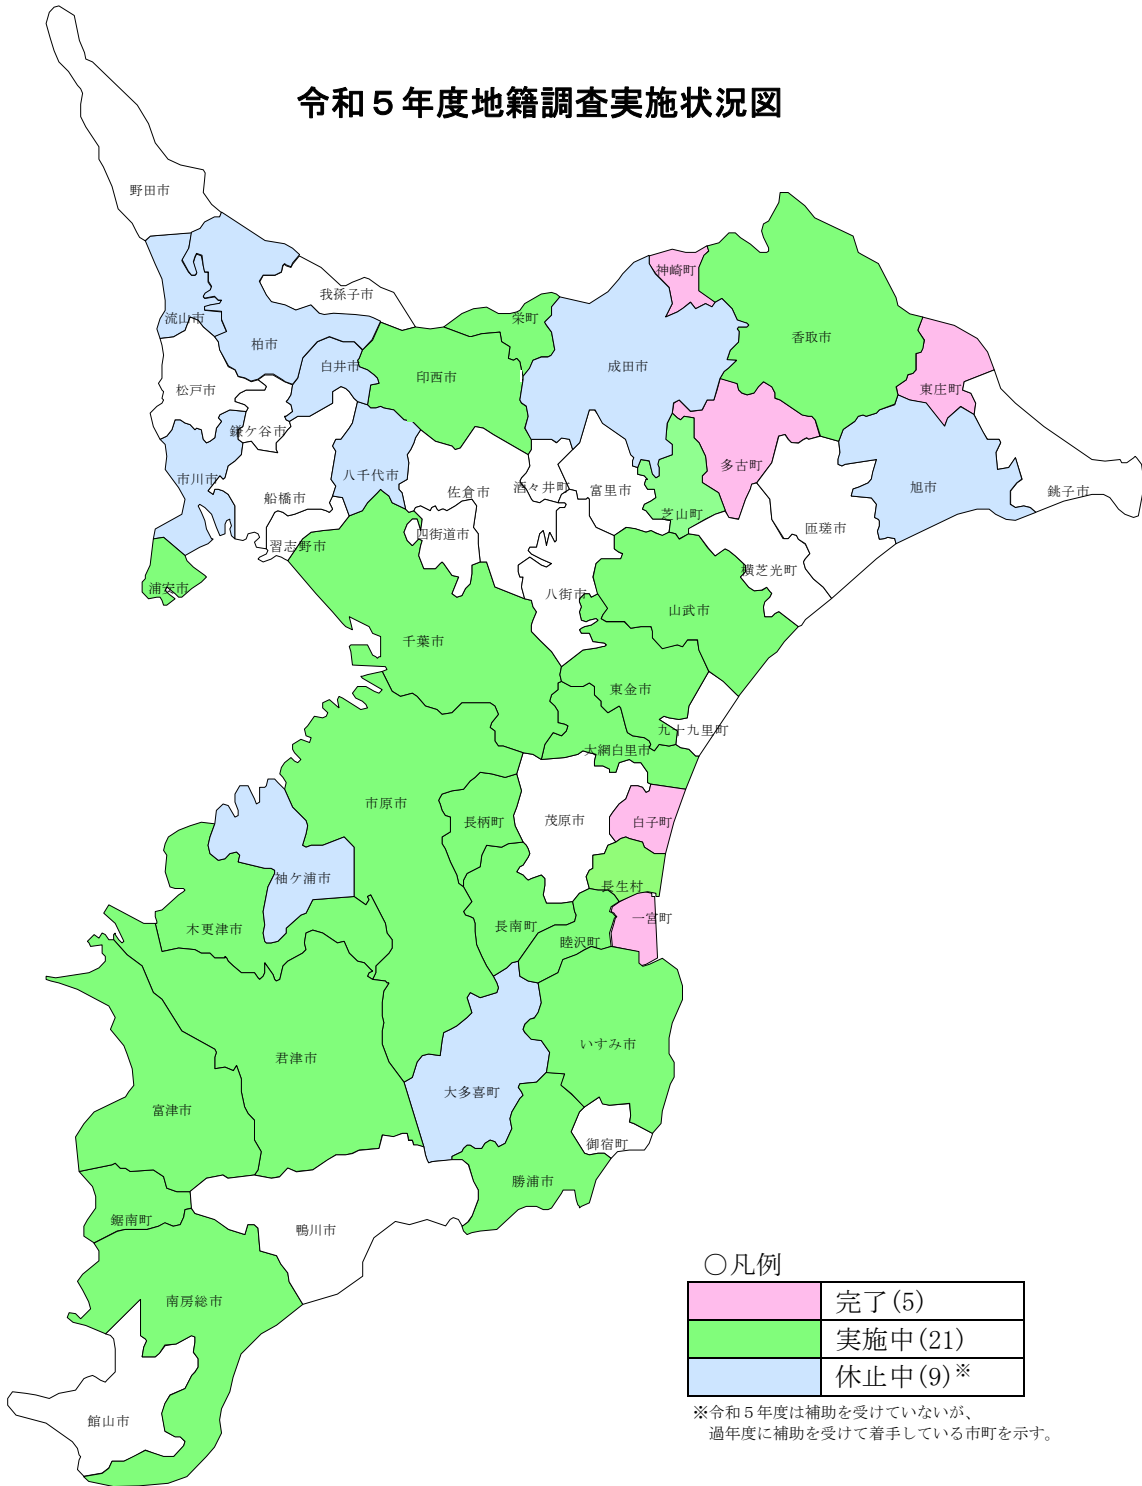 令和５年度地籍調査実施状況図
野田市
神崎町
我孫子市
流山市
栄町
香取市
柏市
白井市
成田市
印西市
松戸市
東庄町
鎌ケ谷市
多古町
市川市
八千代市
佐倉市
酒々井町
富里市
旭市
銚子市
船橋市
芝山町
匝瑳市
四街道市
習志野市
横芝光町
浦安市
八街市
山武市
千葉市
東金市
九十九里町
大網白里市
市原市
長柄町
茂原市
白子町
袖ケ浦市
長生村
一宮町
木更津市
長南町
睦沢町
いすみ市
君津市
大多喜町
富津市
御宿町
勝浦市
鋸南町
鴨川市
南房総市
館山市
○凡例
完了(5)
実施中(21)
休止中(9)※
※令和５年度は補助を受けていないが、
過年度に補助を受けて着手している市町を示す。